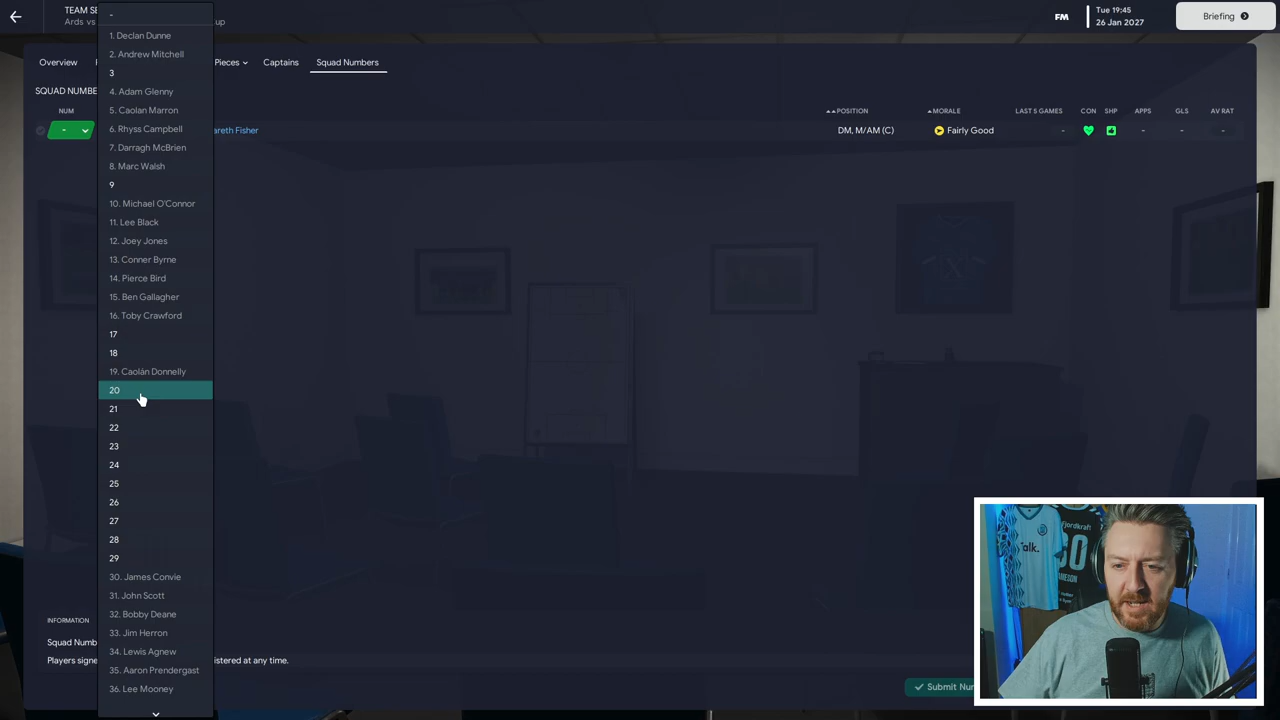 TEAM SE
Ards vs
up
FM
Tue 19:45
26 Jan 2027
Briefing
Overview
Pieces
Captains
Squad Numbers
SQUAD NUMBE
NUM
POSITION
MORALE
LAST 5 GAMES
CON
SHP
APPS
GLS
AV RAT
-
areth Fisher
DM, M/AM (C)
Fairly Good
-
-
-
-
-
1. Declan Dunne
2. Andrew Mitchell
3
4. Adam Glenny
5. Caolan Marron
6. Rhyss Campbell
7. Darragh McBrien
8. Marc Walsh
9
10. Michael O'Connor
11. Lee Black
12. Joey Jones
13. Conner Byrne
14. Pierce Bird
15. Ben Gallagher
16. Toby Crawford
17
18
19. Caolán Donnelly
20
21
22
23
24
25
26
27
28
29
30. James Convie
31. John Scott
32. Bobby Deane
33. Jim Herron
34. Lewis Agnew
35. Aaron Prendergast
36. Lee Mooney
INFORMATION
Squad Numb
Players signe
istered at any time.
Submit Nun
Talk.
fjordkraft
30
JAMESON